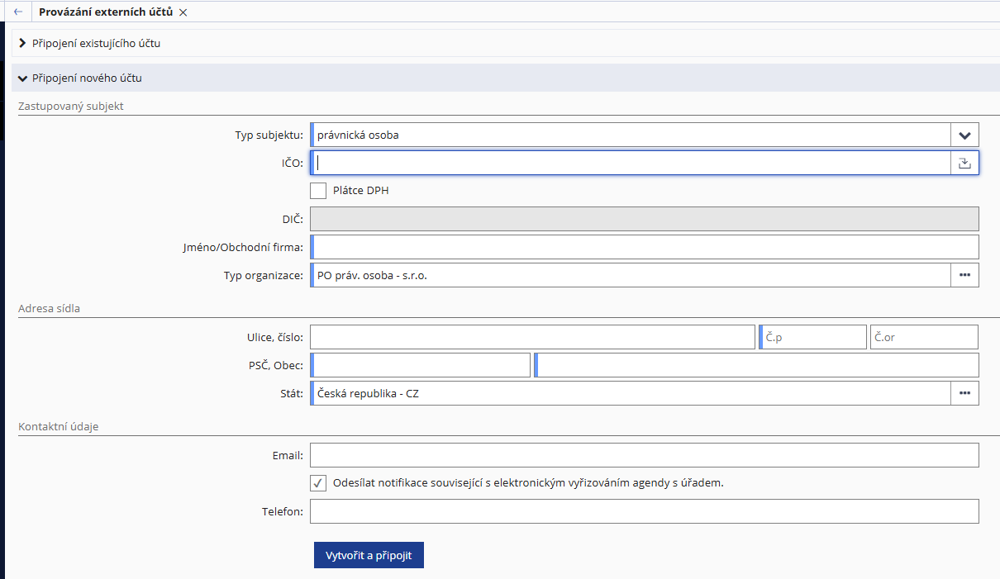 Provázání externích účtů
Připojení existujícího účtu
Připojení nového účtu
Zastupovaný subjekt
Typ subjektu: právnická osoba
IČO:
Plátce DPH
DIČ:
Jméno/Obchodní firma:
Typ organizace: PO práv. osoba - s.r.o.
Adresa sídla
Ulice, číslo: Č.p Č.or
PSČ, Obec:
Stát: Česká republika - CZ
Kontaktní údaje
Email:
Odesílat notifikace související s elektronickým vyřizováním agendy s úřadem.
Telefon:
Vytvořit a připojit